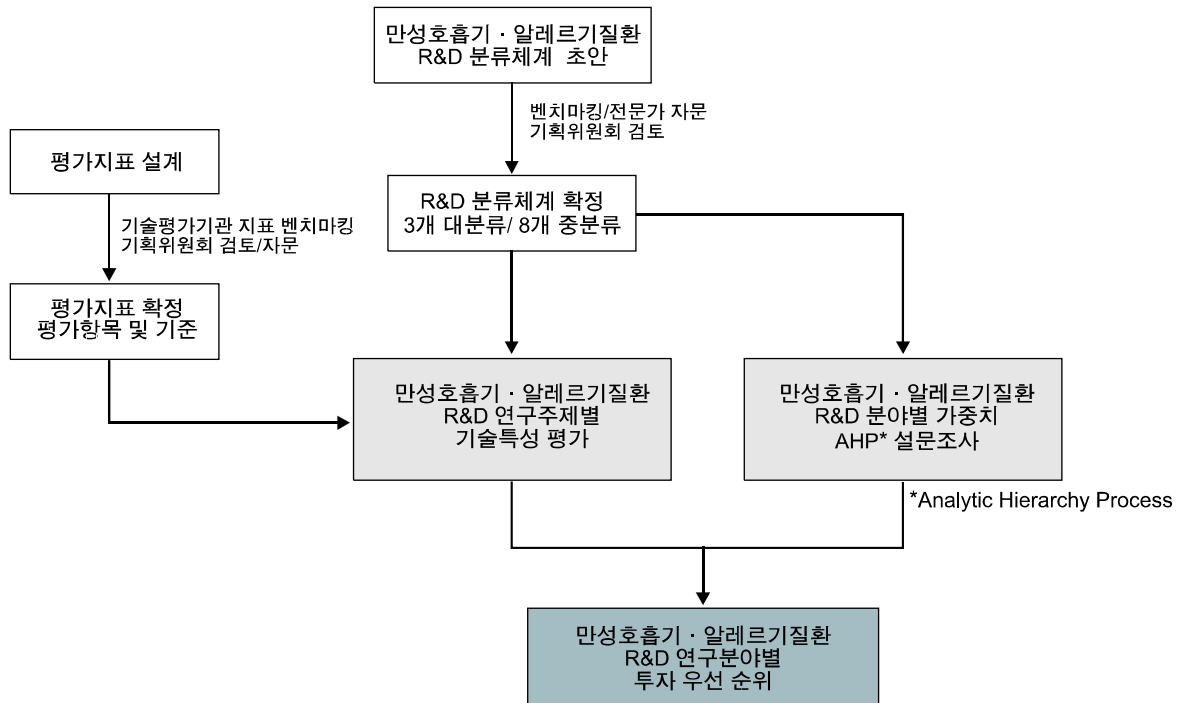 만성호흡기 · 알레르기질환
R&D 분류체계 초안
벤치마킹/전문가 자문
기획위원회 검토
평가지표 설계
R&D 분류체계 확정
3개 대분류/ 8개 중분류
기술평가기관 지표 벤치마킹
기획위원회 검토/자문
평가지표 확정
평가항목 및 기준
만성호흡기 · 알레르기질환
R&D 연구주제별
기술특성 평가
만성호흡기 · 알레르기질환
R&D 분야별 가중치
AHP* 설문조사
*Analytic Hierarchy Process
만성호흡기 · 알레르기질환
R&D 연구분야별
투자 우선 순위